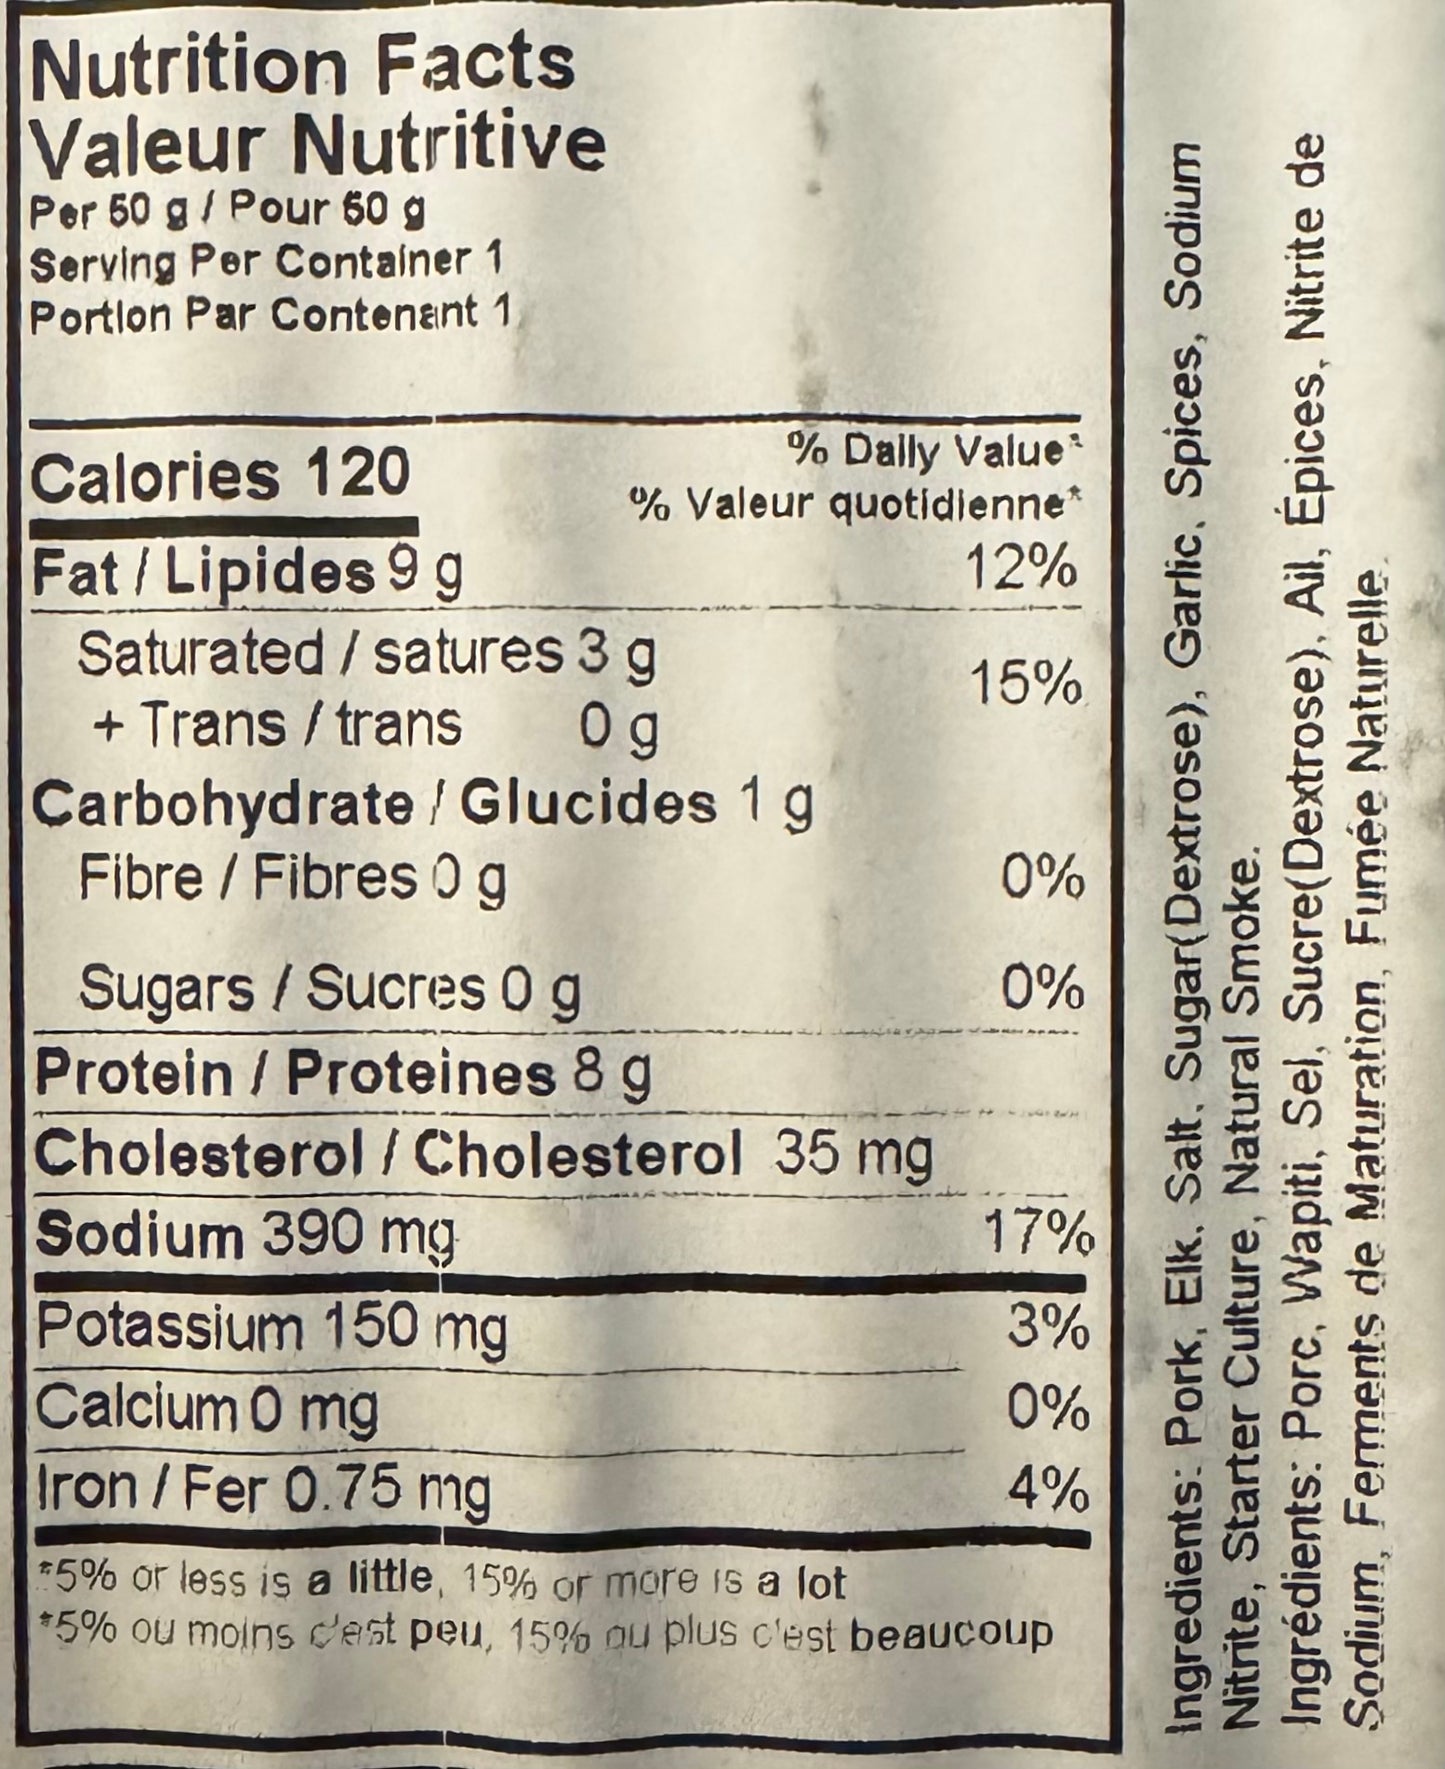 Nutrition Facts
Valeur Nutritive
Per 60 g / Pour 60 g
Serving Per Container 1
Portion Par Contenant 1
Calories 120
% Daily Value*
% Valeur quotidienne*
Fat / Lipides 9 g 12%
Saturated / satures 3 g
+ Trans / trans 0 g
15%
Carbohydrate / Glucides 1 g
Fibre / Fibres 0 g 0%
Sugars / Sucres 0 g 0%
Protein / Proteines 8 g
Cholesterol / Cholesterol 35 mg
Sodium 390 mg 17%
Potassium 150 mg 3%
Calcium 0 mg 0%
Iron / Fer 0.75 mg 4%
*5% or less is a little, 15% or more is a lot
*5% ou moins c'est peu, 15% ou plus c'est beaucoup
Ingredients: Pork, Elk, Salt, Sugar(Dextrose), Garlic, Spices, Sodium
Nitrite, Starter Culture, Natural Smoke.
Ingrédients: Porc, Wapiti, Sel, Sucre(Dextrose), Ail, Épices, Nitrite de
Sodium, Ferments de Maturation, Fumée Naturelle.